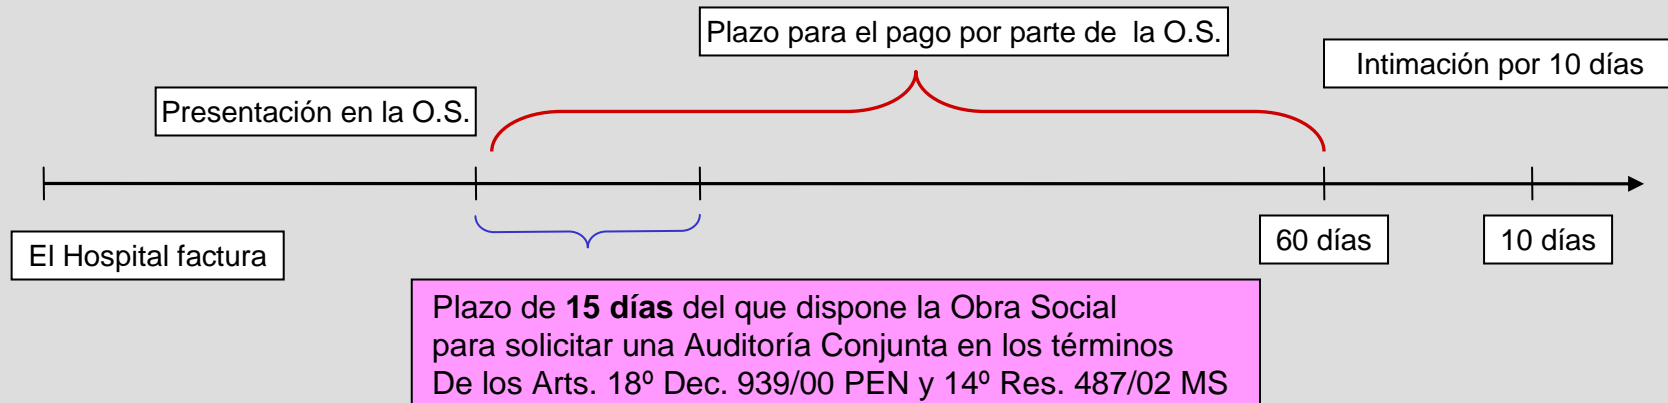 Plazo para el pago por parte de la O.S.
Intimación por 10 días
Presentación en la O.S.
El Hospital factura
60 días
10 días
Plazo de 15 días del que dispone la Obra Social
para solicitar una Auditoría Conjunta en los términos
De los Arts. 18º Dec. 939/00 PEN y 14º Res. 487/02 MS